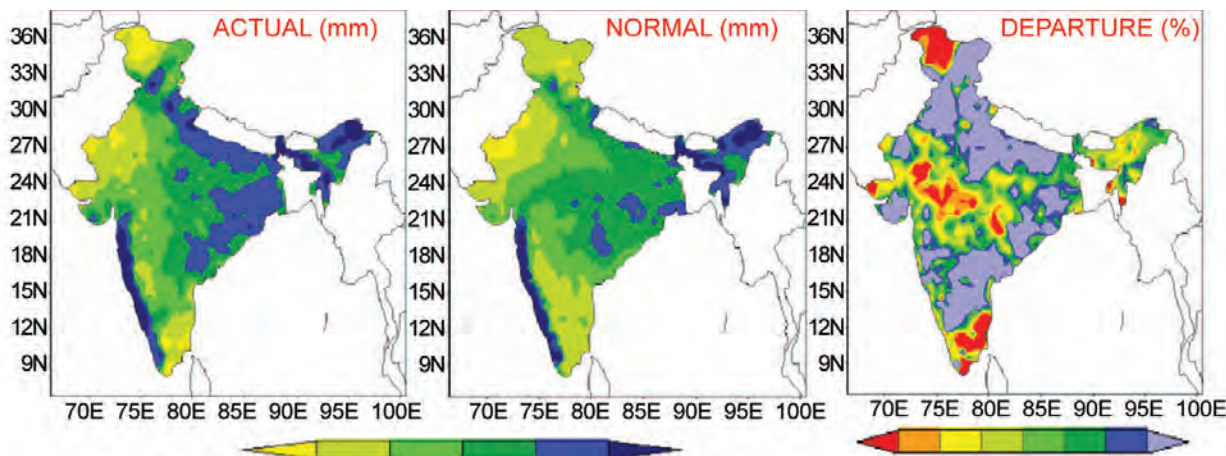 ACTUAL (mm)
36N
33N
30N
27N
24N
21N
18N
15N
12N
9N
70E 75E 80E 85E 90E 95E 100E
NORMAL (mm)
36N
33N
30N
27N
24N
21N
18N
15N
12N
9N
70E 75E 80E 85E 90E 95E 100E
DEPARTURE (%)
36N
33N
30N
27N
24N
21N
18N
15N
12N
9N
70E 75E 80E 85E 90E 95E 100E